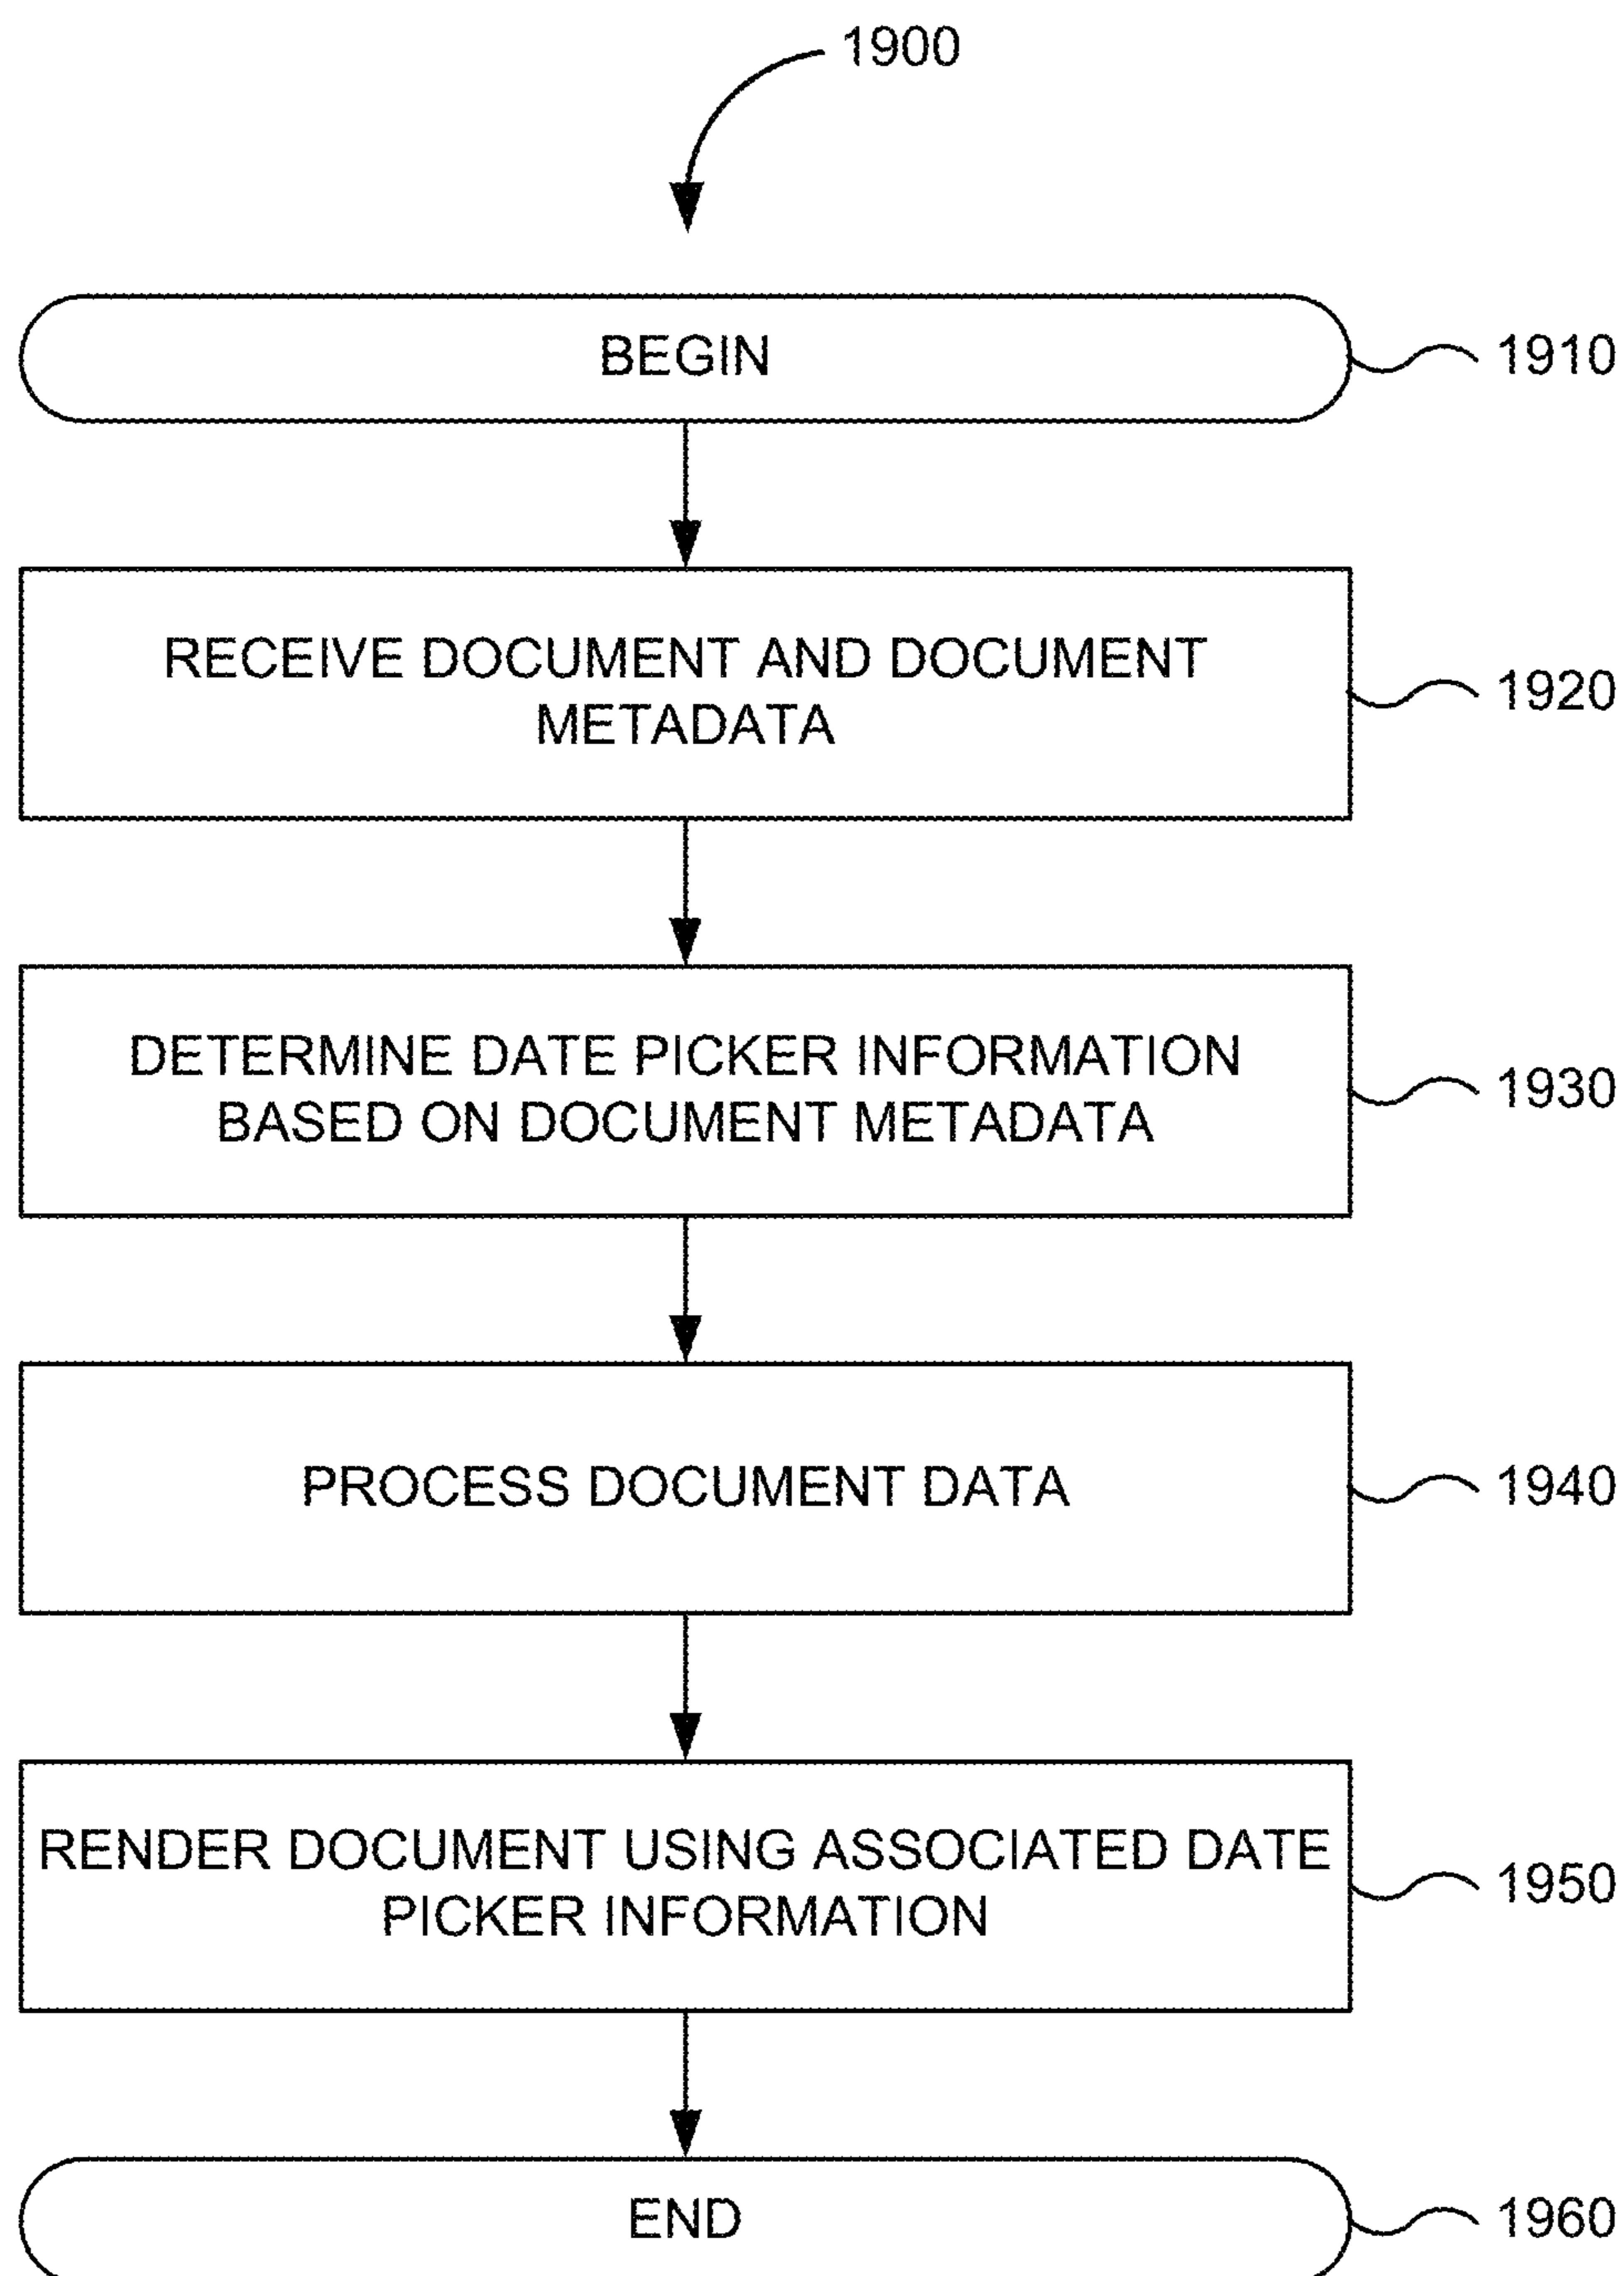 1900
BEGIN
1910
RECEIVE DOCUMENT AND DOCUMENT
METADATA
1920
DETERMINE DATE PICKER INFORMATION
BASED ON DOCUMENT METADATA
1930
PROCESS DOCUMENT DATA
1940
RENDER DOCUMENT USING ASSOCIATED DATE
PICKER INFORMATION
1950
END
1960